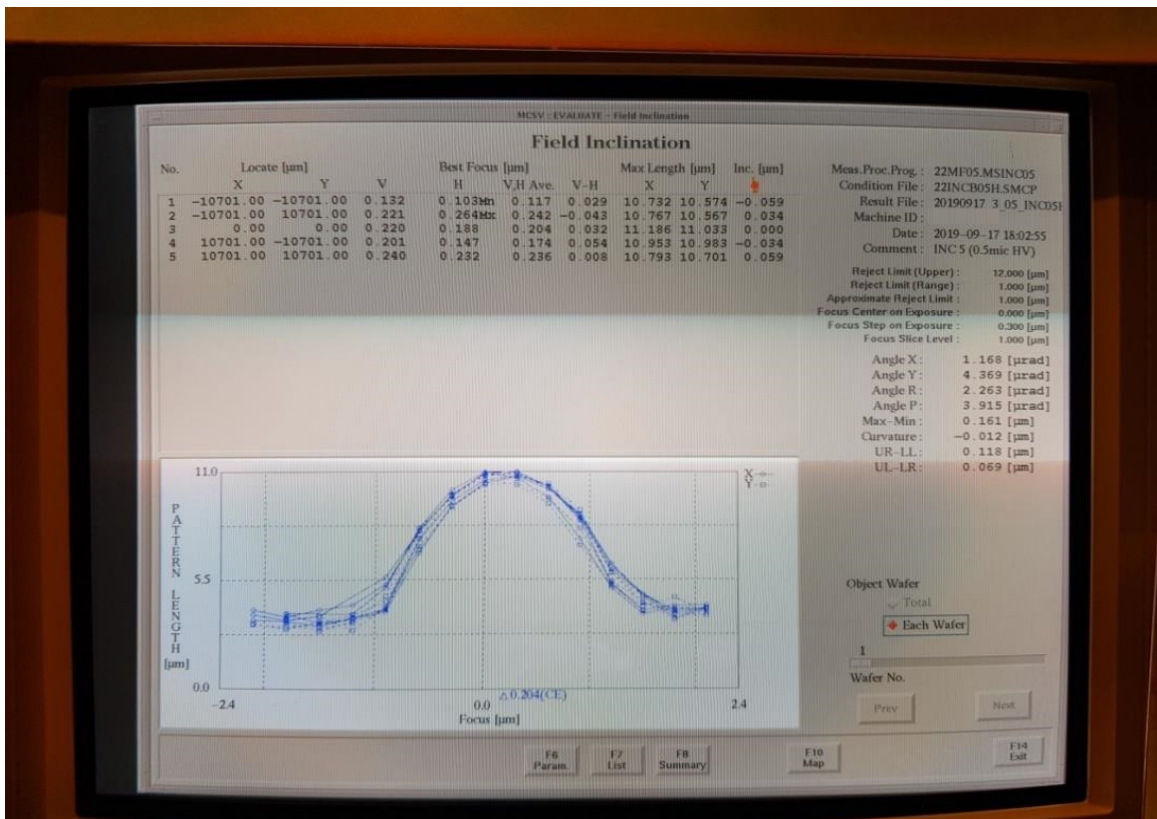 MCSV : EVALUATE - Field Inclination
Field Inclination
No. Locate [µm] Best Focus [µm] Max Length [µm] Inc. [µm]
X Y V H V,H Ave. V-H X Y
1 -10701.00 -10701.00 0.132 0.103Mn 0.117 0.029 10.732 10.574 -0.059
2 -10701.00 10701.00 0.221 0.264Mx 0.242 -0.043 10.767 10.567 0.034
3 0.00 0.00 0.220 0.188 0.204 0.032 11.186 11.033 0.000
4 10701.00 -10701.00 0.201 0.147 0.174 0.054 10.953 10.983 -0.034
5 10701.00 10701.00 0.240 0.232 0.236 0.008 10.793 10.701 0.059
Meas.Proc.Prog. : 22MF05.MSINC05
Condition File : 22INCB05H.SMCP
Result File : 20190917_3_05_INC05H
Machine ID :
Date : 2019-09-17 18:02:55
Comment : INC 5 (0.5mic HV)
Reject Limit (Upper) : 12.000 [µm]
Reject Limit (Range) : 1.000 [µm]
Approximate Reject Limit : 1.000 [µm]
Focus Center on Exposure : 0.000 [µm]
Focus Step on Exposure : 0.300 [µm]
Focus Slice Level : 1.000 [µm]
Angle X : 1.168 [µrad]
Angle Y : 4.369 [µrad]
Angle R : 2.263 [µrad]
Angle P : 3.915 [µrad]
Max-Min : 0.161 [µm]
Curvature : -0.012 [µm]
UR-LL : 0.118 [µm]
UL-LR : 0.069 [µm]
11.0
5.5
0.0
PATTERN LENGTH
[µm]
X
Y
-2.4 0.0 2.4
△ 0.204(CE)
Focus [µm]
Object Wafer
Total
Each Wafer
1
Wafer No.
Prev Next
F6 F7 F8 F10 F14
Param. List Summary Map Exit